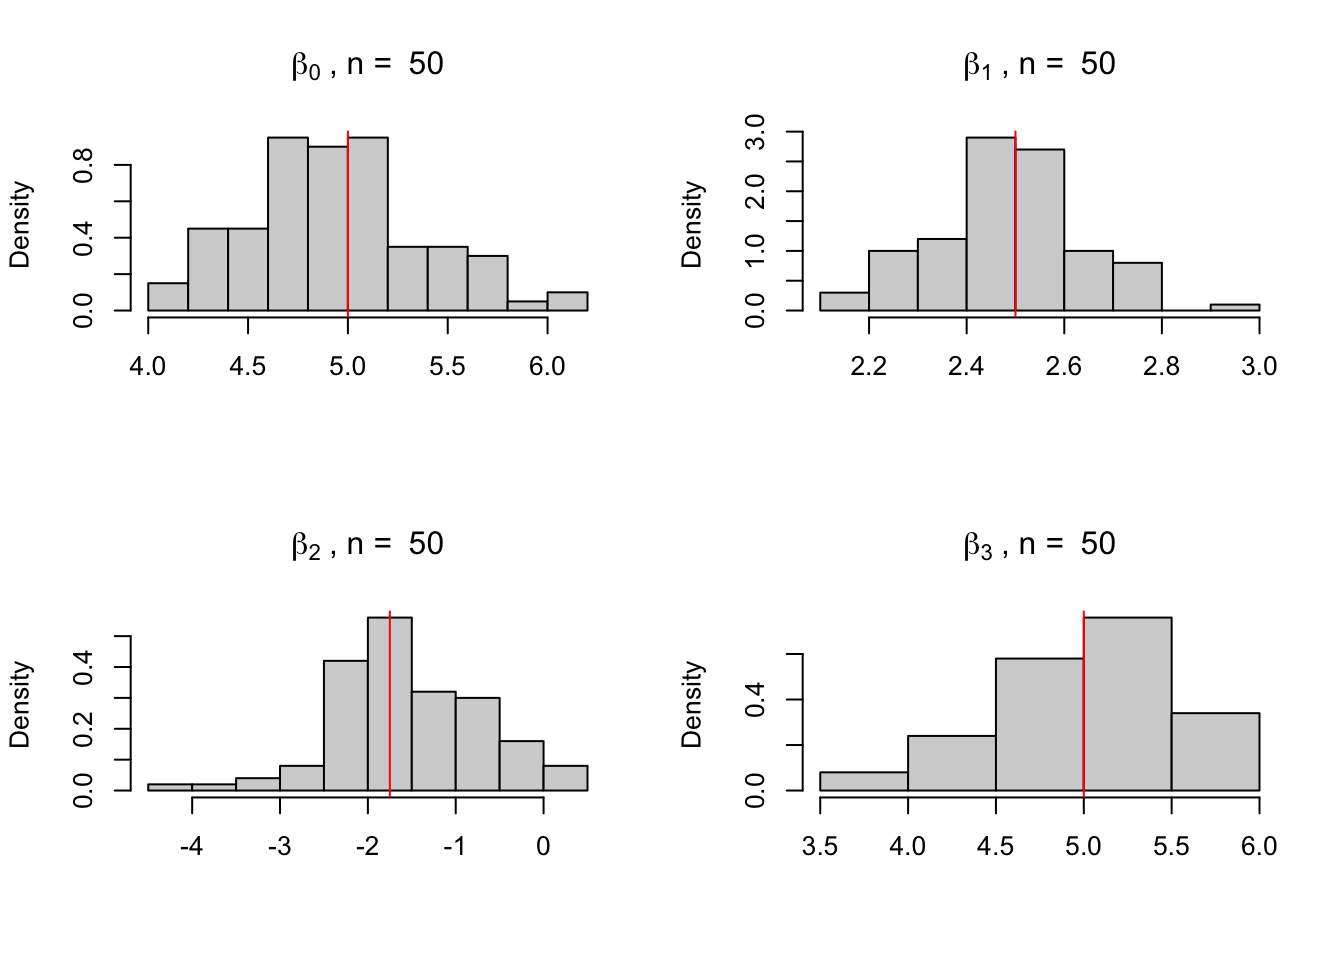 β0 , n = 50
Density
0.0 0.4 0.8
4.0 4.5 5.0 5.5 6.0
β1 , n = 50
Density
0.0 1.0 2.0 3.0
2.2 2.4 2.6 2.8 3.0
β2 , n = 50
Density
0.0 0.2 0.4
-4 -3 -2 -1 0
β3 , n = 50
Density
0.0 0.4
3.5 4.0 4.5 5.0 5.5 6.0